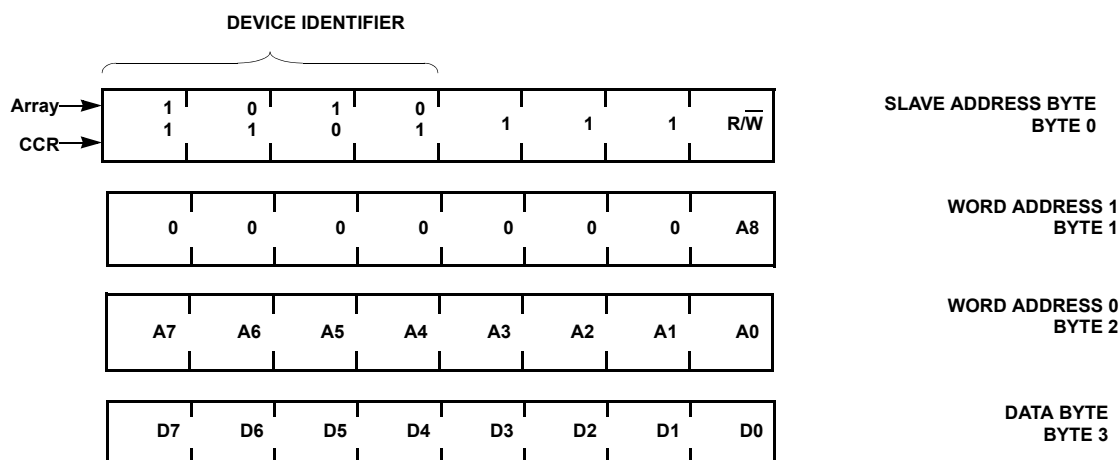 DEVICE IDENTIFIER
Array
CCR
1 0 1 0
1 1 0 1
1 1 1 R/W̅
SLAVE ADDRESS BYTE
BYTE 0
0 0 0 0 0 0 0 A8
WORD ADDRESS 1
BYTE 1
A7 A6 A5 A4 A3 A2 A1 A0
WORD ADDRESS 0
BYTE 2
D7 D6 D5 D4 D3 D2 D1 D0
DATA BYTE
BYTE 3